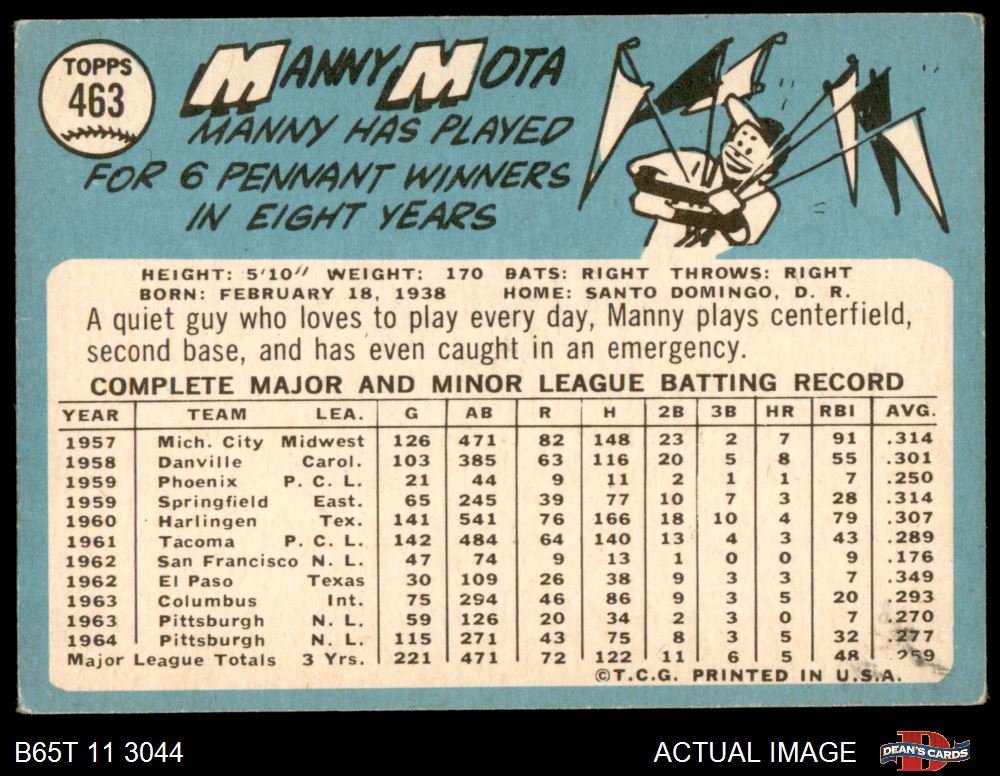 TOPPS
463
MANNY MOTA
MANNY HAS PLAYED
FOR 6 PENNANT WINNERS
IN EIGHT YEARS
HEIGHT: 5'10" WEIGHT: 170 BATS: RIGHT THROWS: RIGHT
BORN: FEBRUARY 18, 1938 HOME: SANTO DOMINGO, D. R.
A quiet guy who loves to play every day, Manny plays centerfield,
second base, and has even caught in an emergency.
COMPLETE MAJOR AND MINOR LEAGUE BATTING RECORD
YEAR TEAM LEA. G AB R H 2B 3B HR RBI AVG.
1957 Mich. City Midwest 126 471 82 148 23 2 7 91 .314
1958 Danville Carol. 103 385 63 116 20 5 8 55 .301
1959 Phoenix P. C. L. 21 44 9 11 2 1 1 7 .250
1959 Springfield East. 65 245 39 77 10 7 3 28 .314
1960 Harlingen Tex. 141 541 76 166 18 10 4 79 .307
1961 Tacoma P. C. L. 142 484 64 140 13 4 3 43 .289
1962 San Francisco N. L. 47 74 9 13 1 0 0 9 .176
1962 El Paso Texas 30 109 26 38 9 3 3 7 .349
1963 Columbus Int. 75 294 46 86 9 3 5 20 .293
1963 Pittsburgh N. L. 59 126 20 34 2 3 0 7 .270
1964 Pittsburgh N. L. 115 271 43 75 8 3 5 32 .277
Major League Totals 3 Yrs. 221 471 72 122 11 6 5 48 .259
©T.C.G. PRINTED IN U.S.A.
B65T 11 3044 ACTUAL IMAGE
D
DEAN'S CARDS